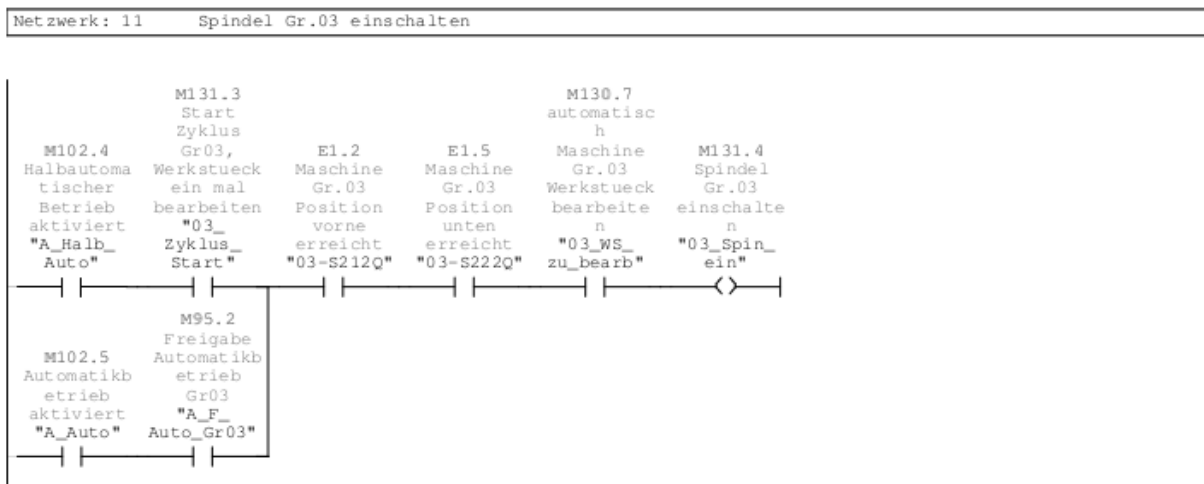 Netzwerk: 11 Spindel Gr.03 einschalten
M102.4
Halbautoma
tischer
Betrieb
aktiviert
"A_Halb_
Auto"
M131.3
Start
Zyklus
Gr03,
Werkstueck
ein mal
bearbeiten
"03_
Zyklus_
Start"
E1.2
Maschine
Gr.03
Position
vorne
erreicht
"03-S212Q"
E1.5
Maschine
Gr.03
Position
unten
erreicht
"03-S222Q"
M130.7
automatisc
h
Maschine
Gr.03
Werkstueck
bearbeite
n
"03_WS_
zu_bearb"
M131.4
Spindel
Gr.03
einschalte
n
"03_Spin_
ein"
M102.5
Automatikb
etrieb
aktiviert
"A_Auto"
M95.2
Freigabe
Automatikb
etrieb
Gr03
"A_F_
Auto_Gr03"